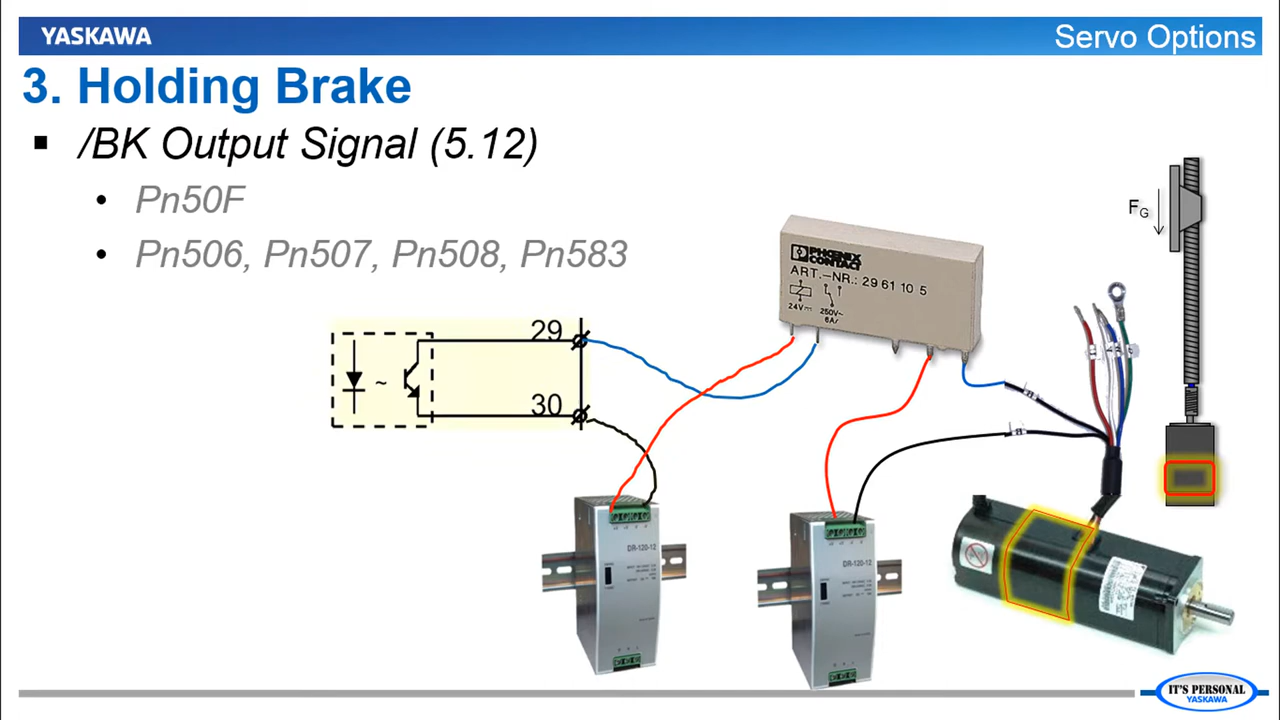 YASKAWA
Servo Options
3. Holding Brake
/BK Output Signal (5.12)
Pn50F
Pn506, Pn507, Pn508, Pn583
FG
PHOENIX
CONTACT
ART.-NR.: 29 61 10 5
24V
250V~
6A
29
~
30
DR-120-12
DR-120-12
IT'S PERSONAL
YASKAWA